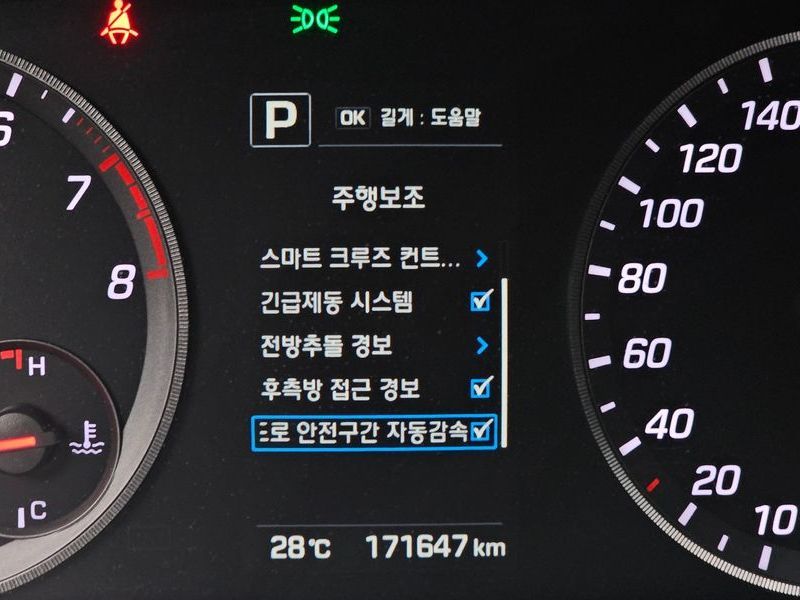 P
OK 길게 : 도움말
주행보조
스마트 크루즈 컨트...
긴급제동 시스템
전방추돌 경보
후측방 접근 경보
로 안전구간 자동감속
28℃ 171647 km
6
7
8
H
C
140
120
100
80
60
40
20
10